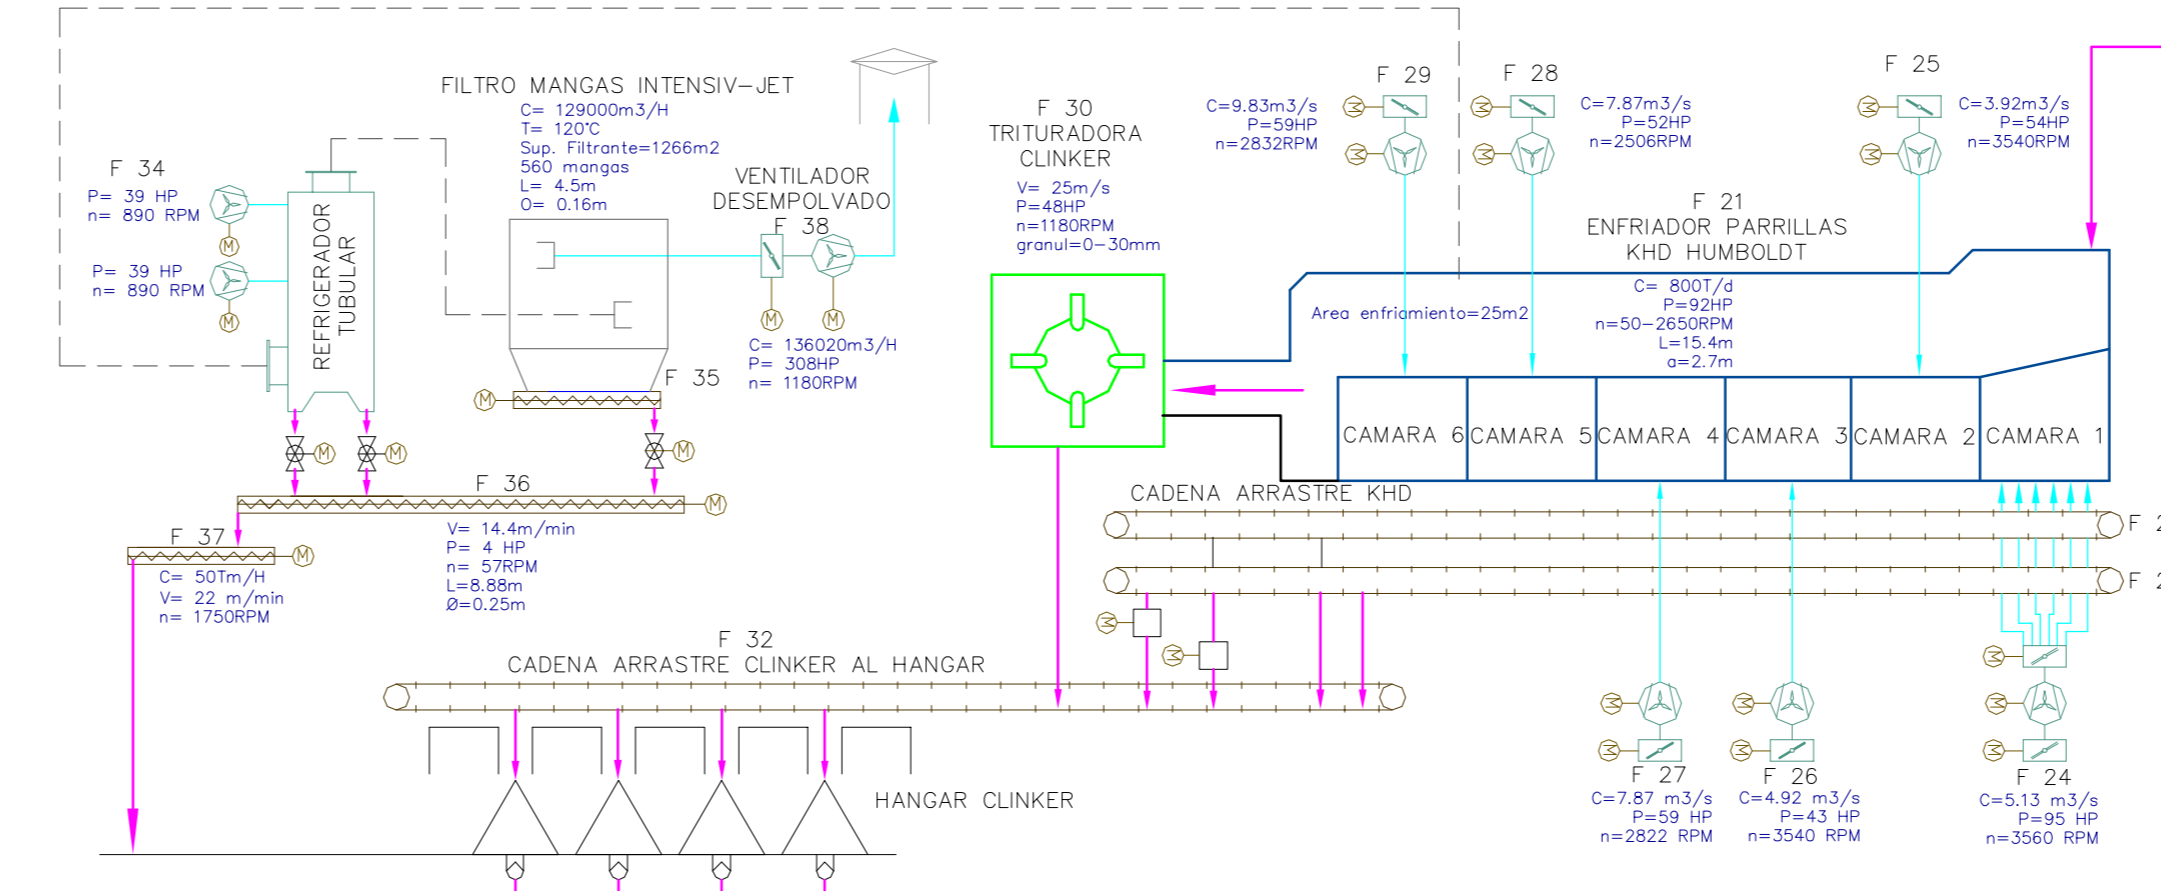 F 29
F 28
F 25
C=9.83m3/s
P=59HP
n=2832RPM
C=7.87m3/s
P=52HP
n=2506RPM
C=3.92m3/s
P=54HP
n=3540RPM
FILTRO MANGAS INTENSIV-JET
C= 129000m3/H
T= 120°C
Sup. Filtrante=1266m2
560 mangas
L= 4.5m
O= 0.16m
F 30
TRITURADORA
CLINKER
V= 25m/s
P=48HP
n=1180RPM
granul=0-30mm
F 34
P= 39 HP
n= 890 RPM
M
P= 39 HP
n= 890 RPM
M
REFRIGERADOR
TUBULAR
VENTILADOR
DESEMPOLVADO
F 38
M
M
C= 136020m3/H
P= 308HP
n= 1180RPM
F 21
ENFRIADOR PARRILLAS
KHD HUMBOLDT
C= 800T/d
P=92HP
n=50-2650RPM
L=15.4m
a=2.7m
Area enfriamiento=25m2
M
M
M
M
M
M
F 35
M
M
M
M
CAMARA 6
CAMARA 5
CAMARA 4
CAMARA 3
CAMARA 2
CAMARA 1
F 36
M
V= 14.4m/min
P= 4 HP
n= 57RPM
L=8.88m
Ø=0.25m
F 37
M
C= 50Tm/H
V= 22 m/min
n= 1750RPM
CADENA ARRASTRE KHD
F 2
F 2
M
M
F 32
CADENA ARRASTRE CLINKER AL HANGAR
HANGAR CLINKER
M
M
M
M
M
M
M
F 27
C=7.87 m3/s
P=59 HP
n=2822 RPM
F 26
C=4.92 m3/s
P=43 HP
n=3540 RPM
F 24
C=5.13 m3/s
P=95 HP
n=3560 RPM